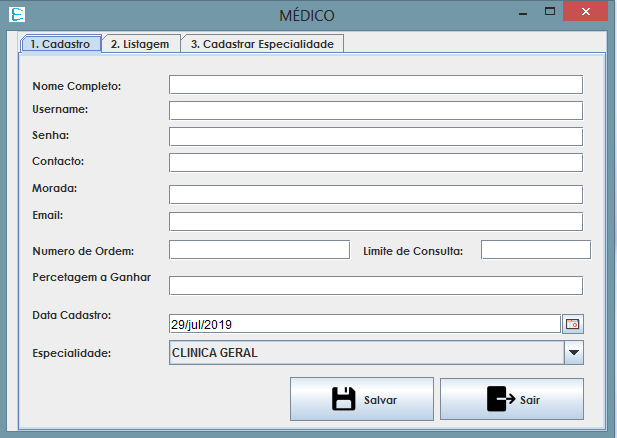 MÉDICO
1. Cadastro 2. Listagem 3. Cadastrar Especialidade
Nome Completo:
Username:
Senha:
Contacto:
Morada:
Email:
Numero de Ordem: Limite de Consulta:
Percetagem a Ganhar
Data Cadastro: 29/jul/2019
Especialidade: CLINICA GERAL
Salvar Sair